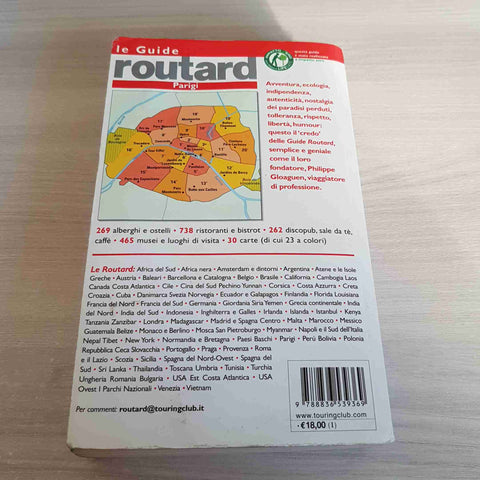 le Guide
routard
Parigi
Avventura, ecologia,
indipendenza,
autenticità, nostalgia
dei paradisi perduti,
tolleranza, rispetto,
libertà, humour:
questo il 'credo'
delle Guide Routard,
semplice e geniale
come il loro
fondatore, Philippe
Gloaguen, viaggiatore
di professione.
269 alberghi e ostelli • 738 ristoranti e bistrot • 262 discopub, sale da tè,
caffè • 465 musei e luoghi di visita • 30 carte (di cui 23 a colori)
Le Routard: Africa del Sud • Africa nera • Amsterdam e dintorni • Argentina • Atene e le Isole
Greche • Austria • Baleari • Barcellona e Catalogna • Belgio • Brasile • California • Cambogia Laos
Canada Costa Atlantica • Cile • Cina del Sud Pechino Yunnan • Corsica • Costa Azzurra • Creta
Croazia • Cuba • Danimarca Svezia Norvegia • Ecuador e Galapagos • Finlandia • Florida Louisiana
Francia del Nord • Francia del Sud • Germania • Giordania Siria Yemen • Grecia continentale • India
del Nord • India del Sud • Indonesia • Inghilterra e Galles • Irlanda • Islanda • Istanbul • Kenya
Tanzania Zanzibar • Londra • Madagascar • Madrid e Spagna Centro • Malta • Marocco • Messico
Guatemala Belize • Monaco e Berlino • Mosca San Pietroburgo • Myanmar • Napoli e il Sud dell'Italia
Nepal Tibet • New York • Normandia e Bretagna • Paesi Baschi • Parigi • Perù Bolivia • Polonia
Repubblica Ceca Slovacchia • Portogallo • Praga • Provenza • Roma
e il Lazio • Scozia • Sicilia • Spagna del Nord-Ovest • Spagna del
Sud • Sri Lanka • Thailandia • Toscana Umbria • Tunisia • Turchia
Ungheria Romania Bulgaria • USA Est Costa Atlantica • USA
Ovest I Parchi Nazionali • Venezia • Vietnam
Per commenti: routard@touringclub.it
9 788836 539369
www.touringclub.com
€18,00 (1)